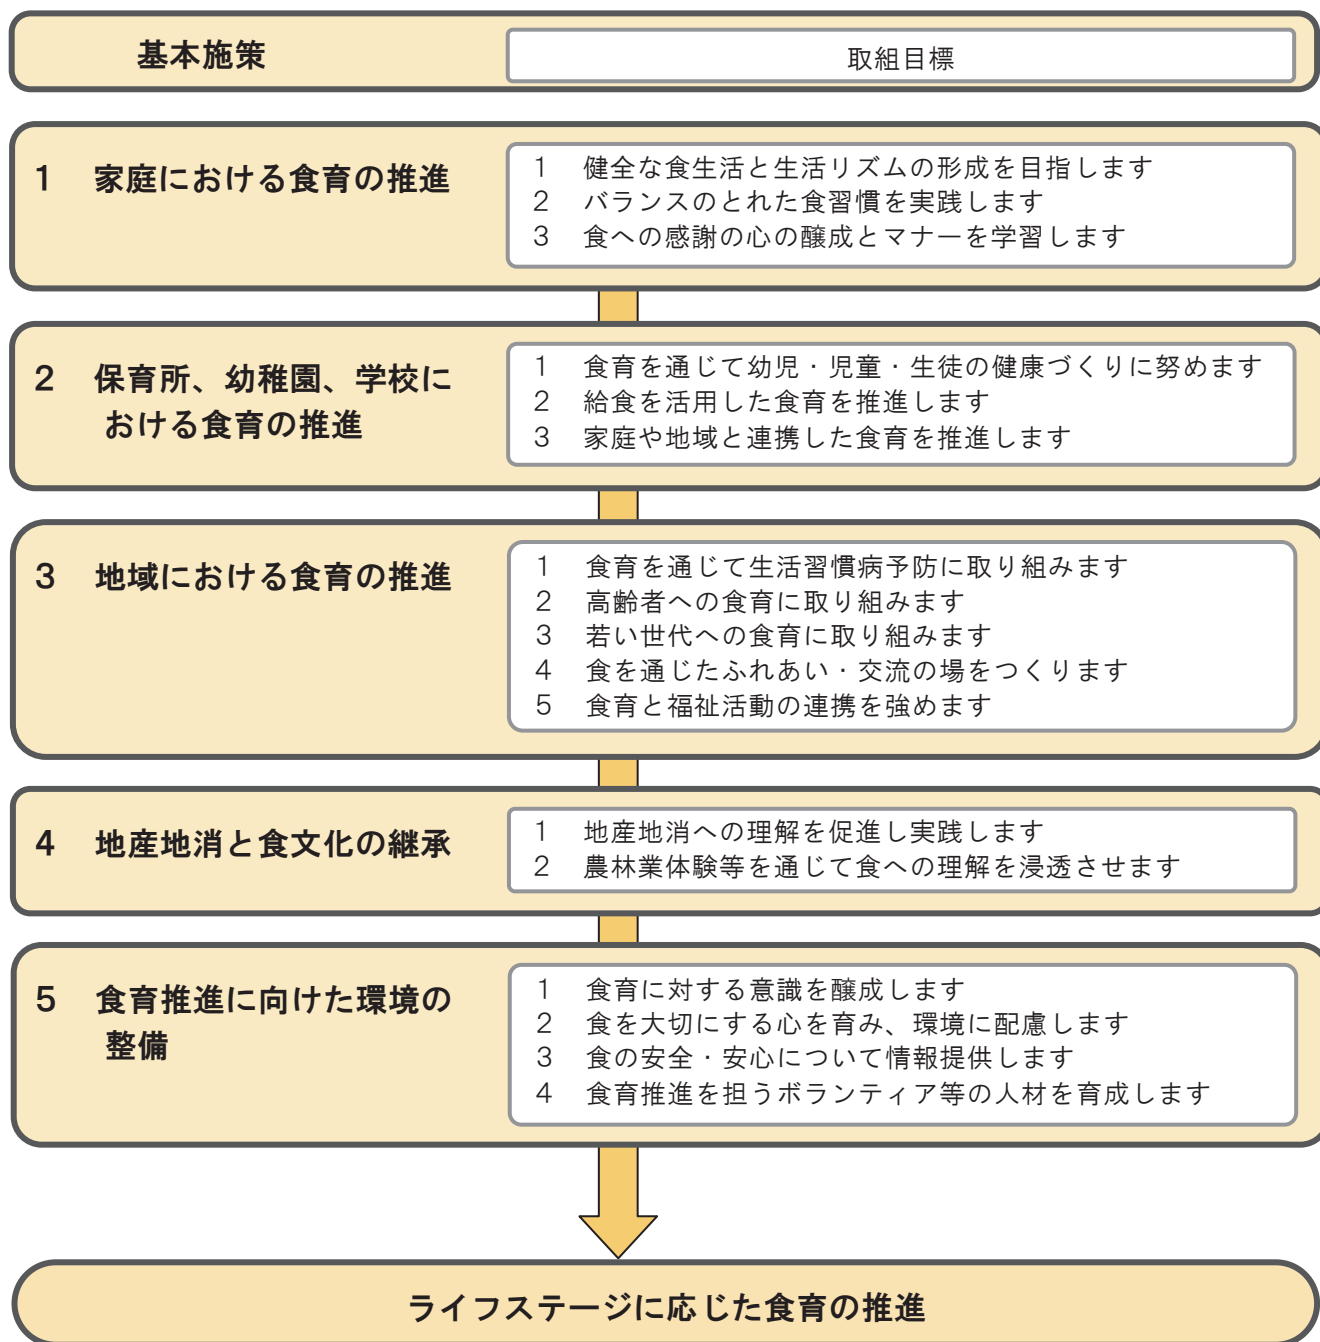 基本施策
取組目標
1 家庭における食育の推進
1 健全な食生活と生活リズムの形成を目指します
2 バランスのとれた食習慣を実践します
3 食への感謝の心の醸成とマナーを学習します
2 保育所、幼稚園、学校に
おける食育の推進
1 食育を通じて幼児・児童・生徒の健康づくりに努めます
2 給食を活用した食育を推進します
3 家庭や地域と連携した食育を推進します
3 地域における食育の推進
1 食育を通じて生活習慣病予防に取り組みます
2 高齢者への食育に取り組みます
3 若い世代への食育に取り組みます
4 食を通じたふれあい・交流の場をつくります
5 食育と福祉活動の連携を強めます
4 地産地消と食文化の継承
1 地産地消への理解を促進し実践します
2 農林業体験等を通じて食への理解を浸透させます
5 食育推進に向けた環境の
整備
1 食育に対する意識を醸成します
2 食を大切にする心を育み、環境に配慮します
3 食の安全・安心について情報提供します
4 食育推進を担うボランティア等の人材を育成します
ライフステージに応じた食育の推進